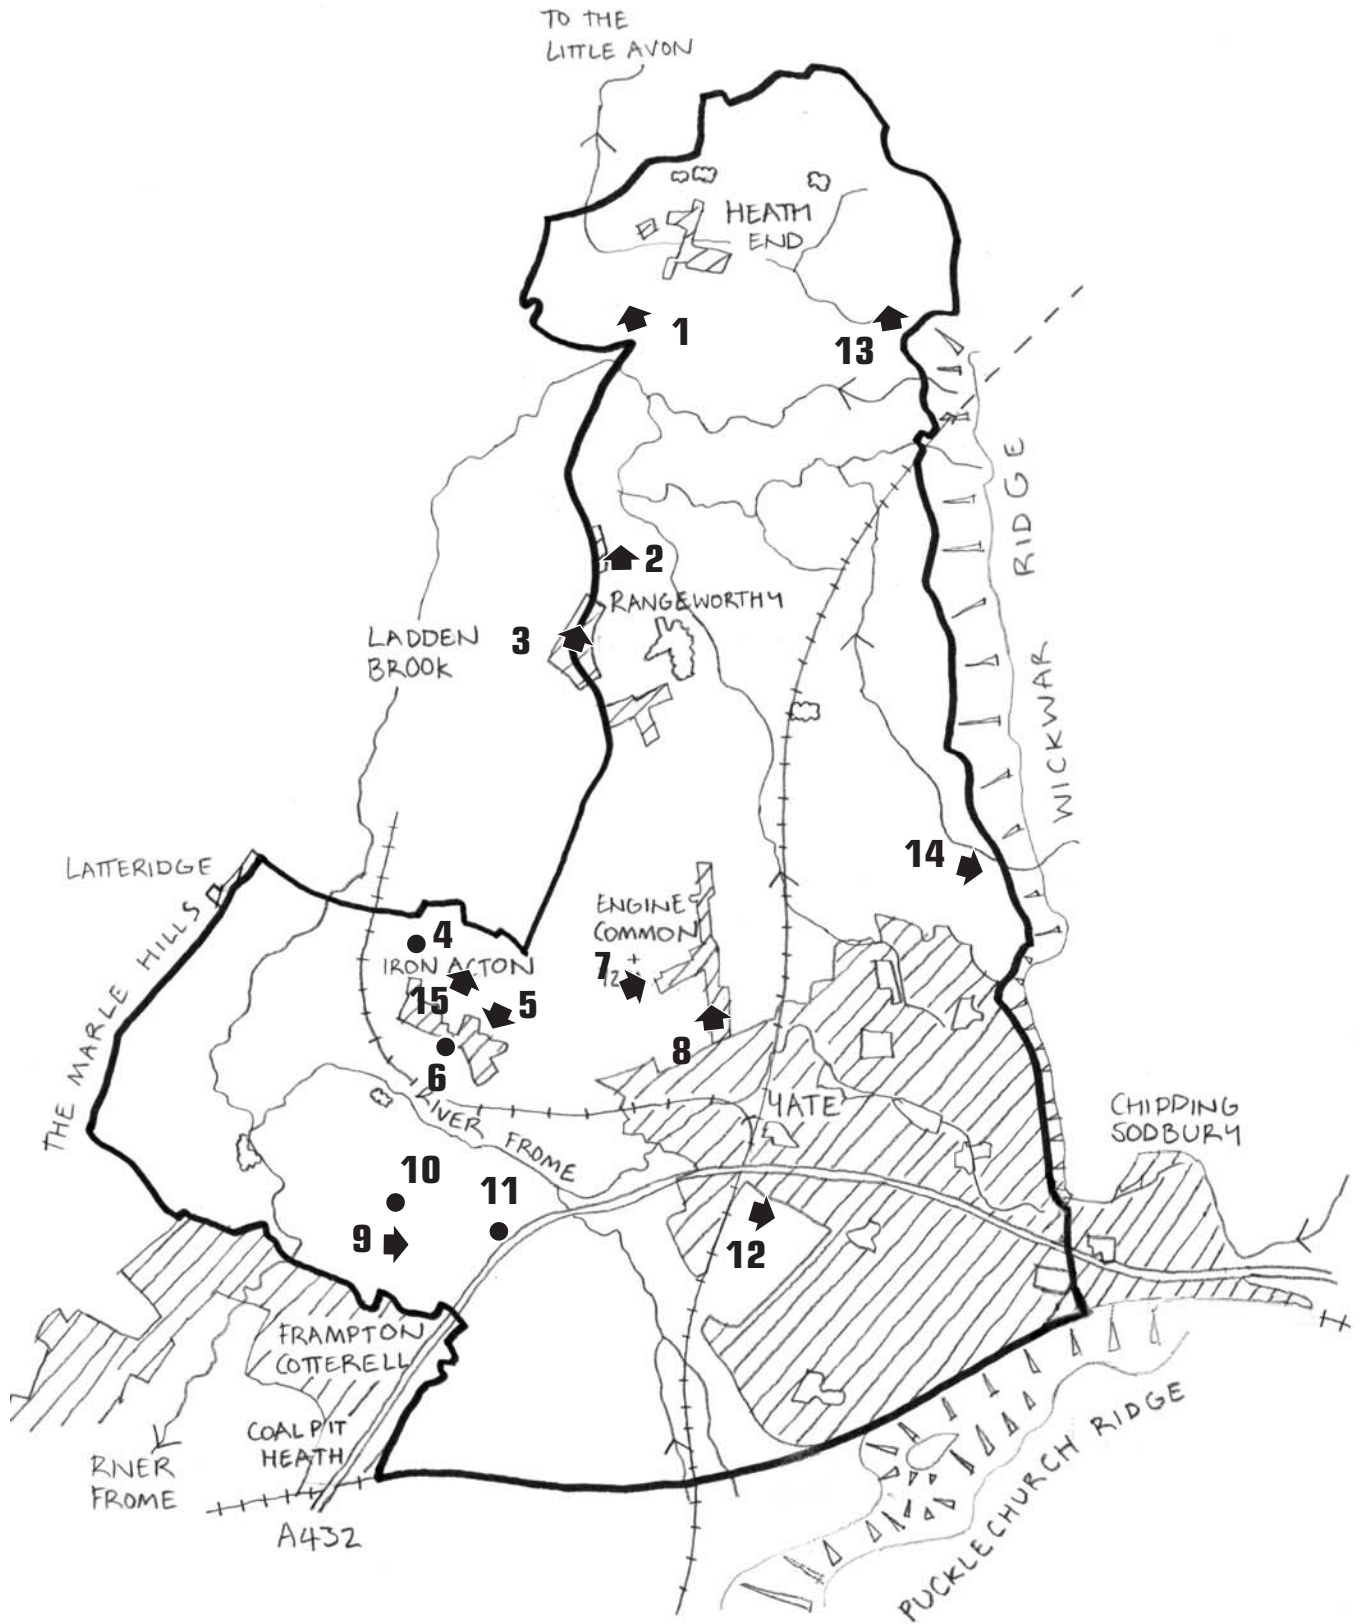 TO THE
LITTLE AVON
HEATH
END
1
13
RIDGE
WICKWAR
2
RANGEWORTHY
3
LADDEN
BROOK
14
LATTERIDGE
THE MARLE HILLS
ENGINE
COMMON
4
IRON ACTON
7
15
5
8
6
RIVER FROME
YATE
CHIPPING
SODBURY
10
11
9
12
FRAMPTON
COTTERELL
COALPIT
HEATH
RIVER
FROME
A432
PUCKLECHURCH RIDGE